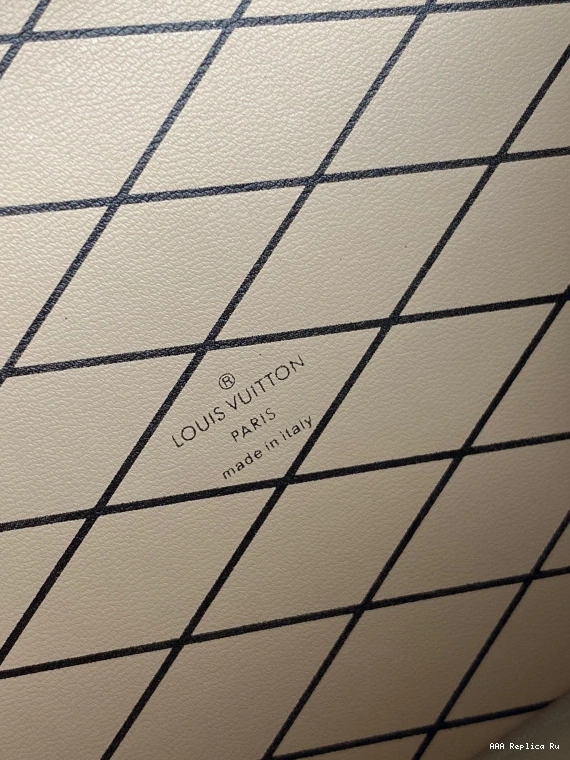 ®
LOUIS VUITTON
PARIS
made in italy
AAA Replica Ru